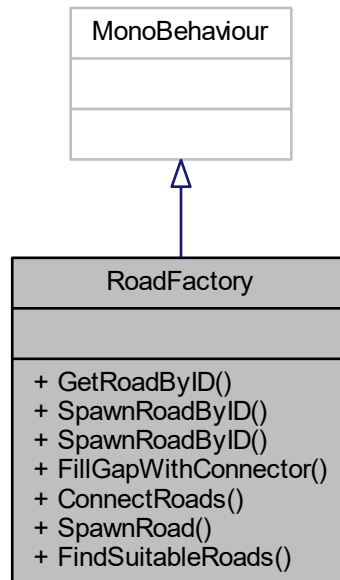 MonoBehaviour
RoadFactory
+ GetRoadByID()
+ SpawnRoadByID()
+ SpawnRoadByID()
+ FillGapWithConnector()
+ ConnectRoads()
+ SpawnRoad()
+ FindSuitableRoads()